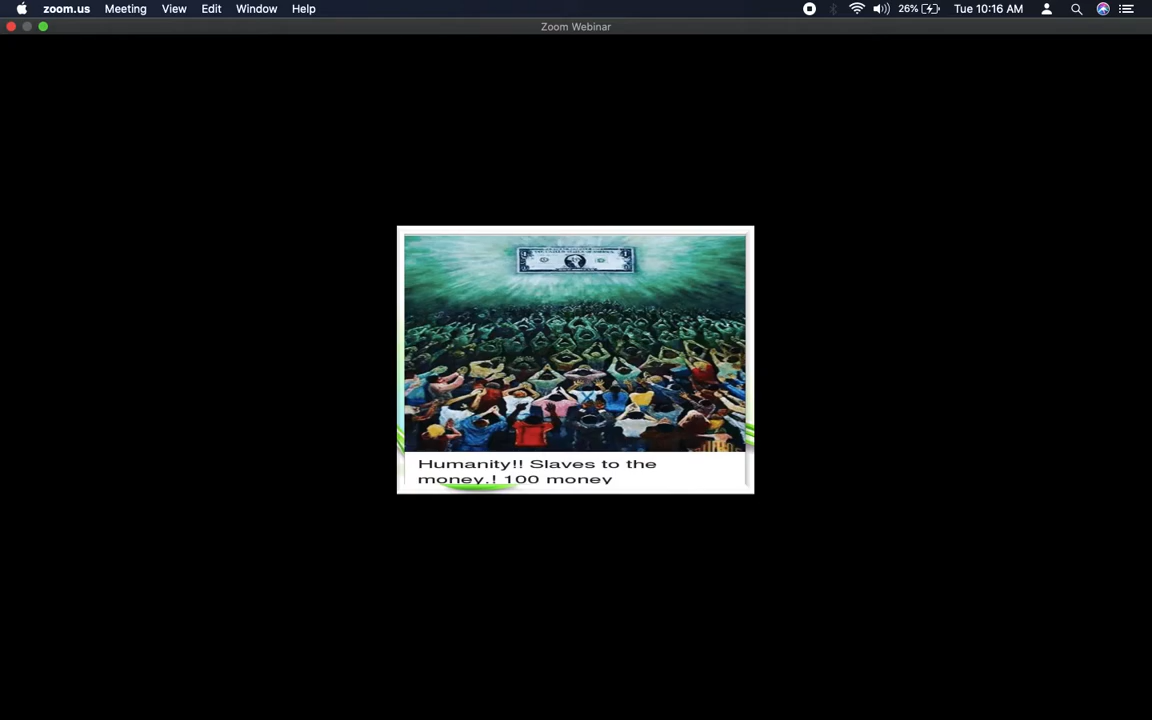 zoom.us Meeting View Edit Window Help 26% Tue 10:16 AM
Zoom Webinar
Humanity!! Slaves to the
money.! 100 money